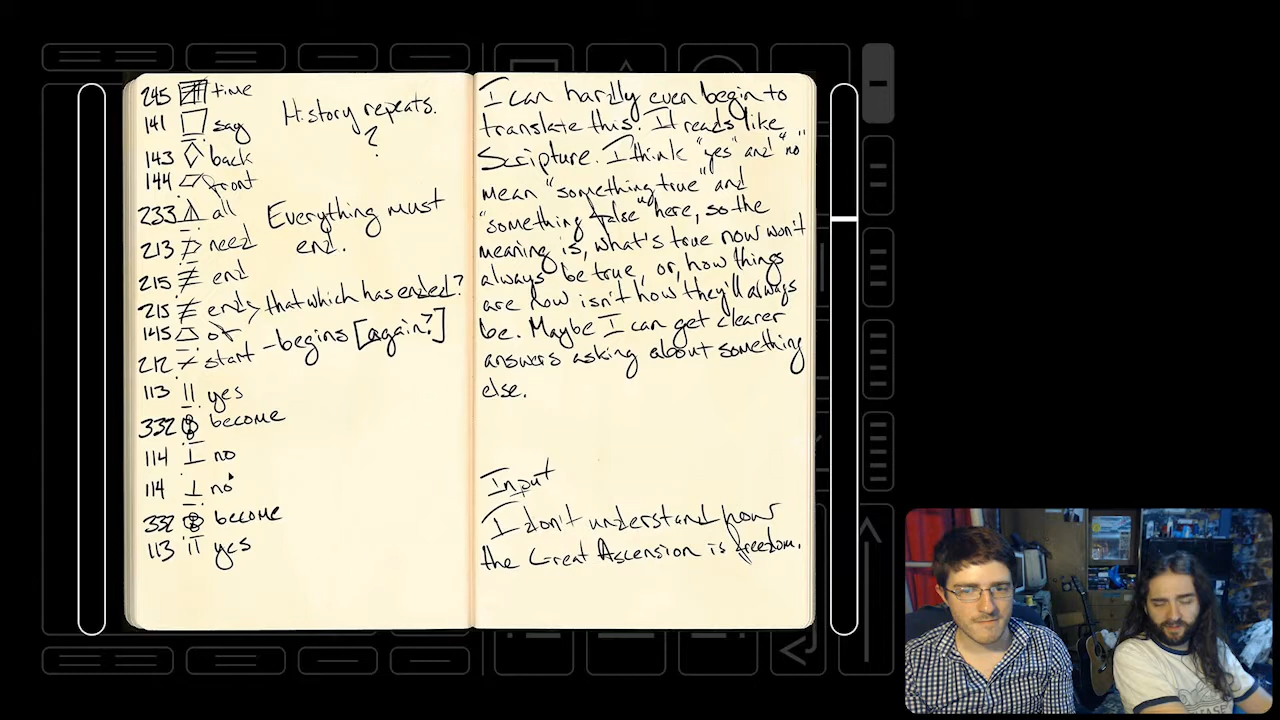 245 time
141 say
143 back
144 front
History repeats.
?
233 all
213 need
215 end
Everything must
end.
215 end > that which has ended?
145 of
212 start - begins [again?]
113 yes
332 become
114 no
114 no
332 become
113 yes
I can hardly even begin to
translate this. It reads like
Scripture. I think "yes" and "no"
mean "something true" and
"something false" here, so the
meaning is, what's true now won't
always be true, or, how things
are now isn't how they'll always
be. Maybe I can get clearer
answers asking about something
else.
Input
I don't understand how
the Great Ascension is freedom.